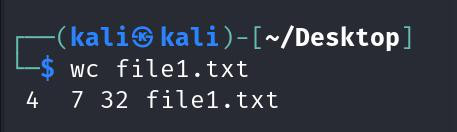 ┌──(kali㉿kali)-[~/Desktop]
└─$ wc file1.txt
 4  7 32 file1.txt